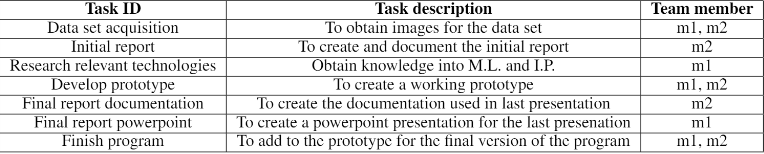 Task ID Task description Team member
Data set acquisition To obtain images for the data set m1, m2
Initial report To create and document the initial report m2
Research relevant technologies Obtain knowledge into M.L. and I.P. m1
Develop prototype To create a working prototype m1, m2
Final report documentation To create the documentation used in last presentation m2
Final report powerpoint To create a powerpoint presentation for the last presenation m1
Finish program To add to the prototype for the final version of the program m1, m2